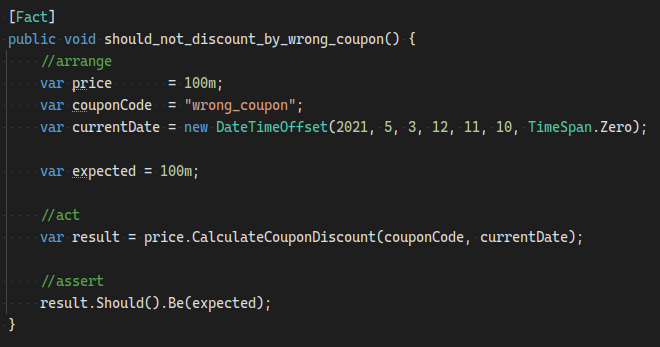 [Fact]
public void should_not_discount_by_wrong_coupon() {
    //arrange
    var price       = 100m;
    var couponCode  = "wrong_coupon";
    var currentDate = new DateTimeOffset(2021, 5, 3, 12, 11, 10, TimeSpan.Zero);

    var expected = 100m;

    //act
    var result = price.CalculateCouponDiscount(couponCode, currentDate);

    //assert
    result.Should().Be(expected);
}